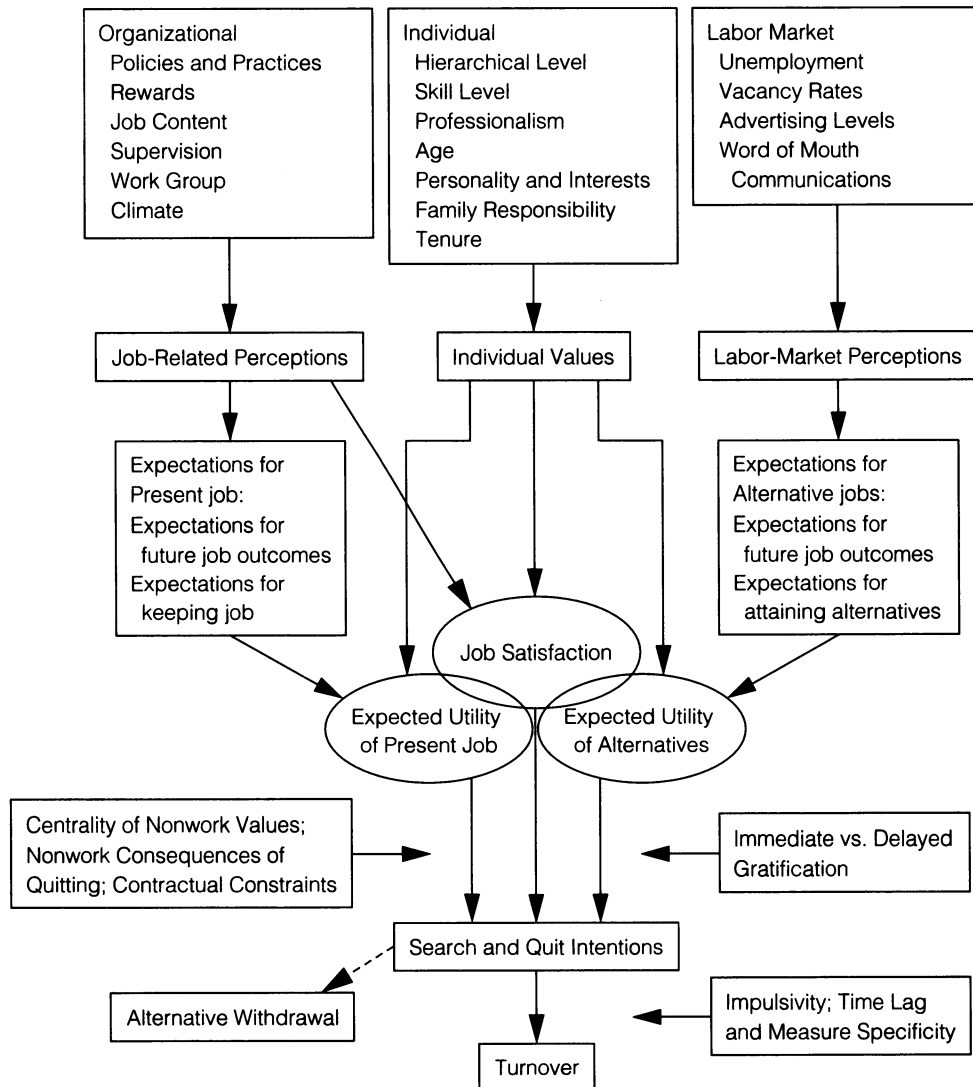 Organizational
Policies and Practices
Rewards
Job Content
Supervision
Work Group
Climate
Individual
Hierarchical Level
Skill Level
Professionalism
Age
Personality and Interests
Family Responsibility
Tenure
Labor Market
Unemployment
Vacancy Rates
Advertising Levels
Word of Mouth
Communications
Job-Related Perceptions
Individual Values
Labor-Market Perceptions
Expectations for
Present job:
Expectations for
future job outcomes
Expectations for
keeping job
Expectations for
Alternative jobs:
Expectations for
future job outcomes
Expectations for
attaining alternatives
Job Satisfaction
Expected Utility
of Present Job
Expected Utility
of Alternatives
Centrality of Nonwork Values;
Nonwork Consequences of
Quitting; Contractual Constraints
Immediate vs. Delayed
Gratification
Search and Quit Intentions
Alternative Withdrawal
Impulsivity; Time Lag
and Measure Specificity
Turnover